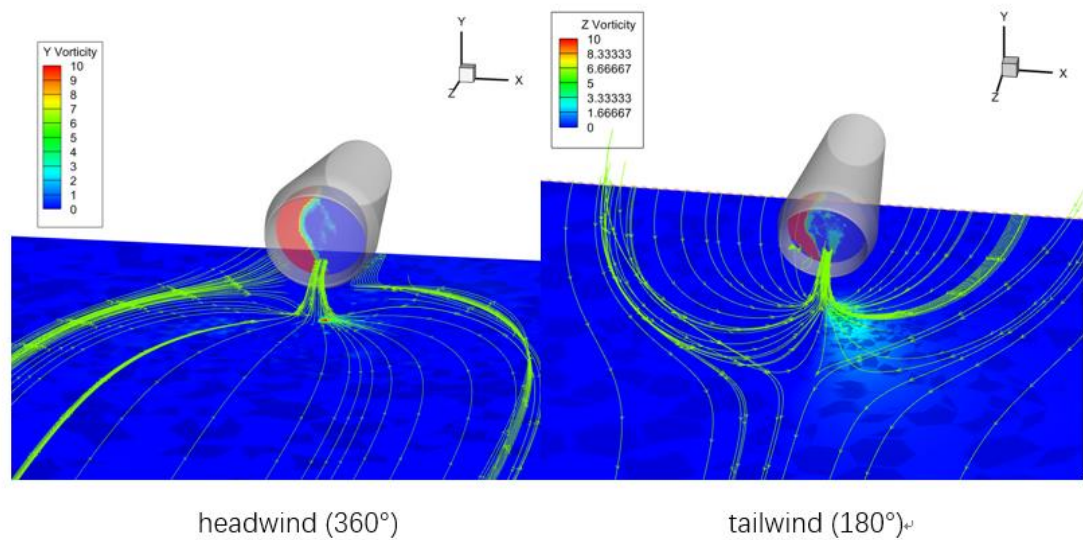 Y Vorticity
10
9
8
7
6
5
4
3
2
1
0
Y
X
Z
Z Vorticity
10
8.33333
6.66667
5
3.33333
1.66667
0
Y
X
Z
headwind (360°)
tailwind (180°)↵